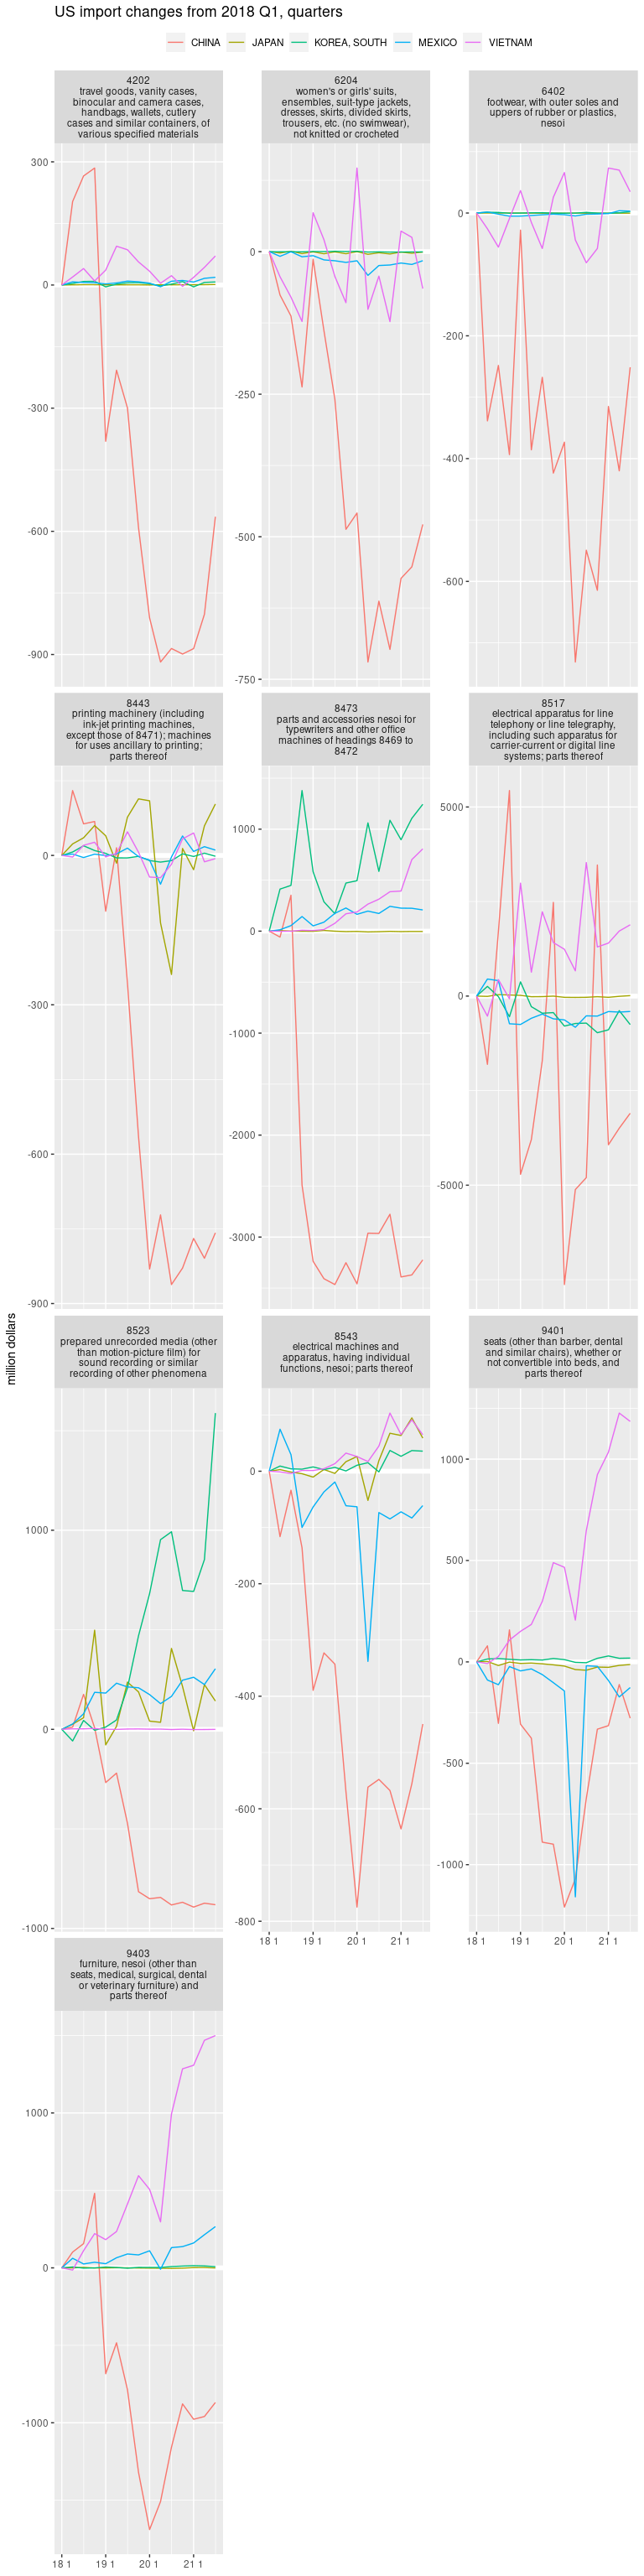 US import changes from 2018 Q1, quarters
CHINA JAPAN KOREA, SOUTH MEXICO VIETNAM
4202
travel goods, vanity cases,
binocular and camera cases,
handbags, wallets, cutlery
cases and similar containers, of
various specified materials
6204
women's or girls' suits,
ensembles, suit-type jackets,
dresses, skirts, divided skirts,
trousers, etc. (no swimwear),
not knitted or crocheted
6402
footwear, with outer soles and
uppers of rubber or plastics,
nesoi
300
0
-300
-600
-900
0
-250
-500
-750
0
-200
-400
-600
8443
printing machinery (including
ink-jet printing machines,
except those of 8471); machines
for uses ancillary to printing;
parts thereof
8473
parts and accessories nesoi for
typewriters and other office
machines of headings 8469 to
8472
8517
electrical apparatus for line
telephony or line telegraphy,
including such apparatus for
carrier-current or digital line
systems; parts thereof
0
-300
-600
-900
1000
0
-1000
-2000
-3000
5000
0
-5000
million dollars
8523
prepared unrecorded media (other
than motion-picture film) for
sound recording or similar
recording of other phenomena
8543
electrical machines and
apparatus, having individual
functions, nesoi; parts thereof
9401
seats (other than barber, dental
and similar chairs), whether or
not convertible into beds, and
parts thereof
1000
0
-1000
0
-200
-400
-600
-800
1000
500
0
-500
-1000
18 1 19 1 20 1 21 1
18 1 19 1 20 1 21 1
9403
furniture, nesoi (other than
seats, medical, surgical, dental
or veterinary furniture) and
parts thereof
1000
0
-1000
18 1 19 1 20 1 21 1